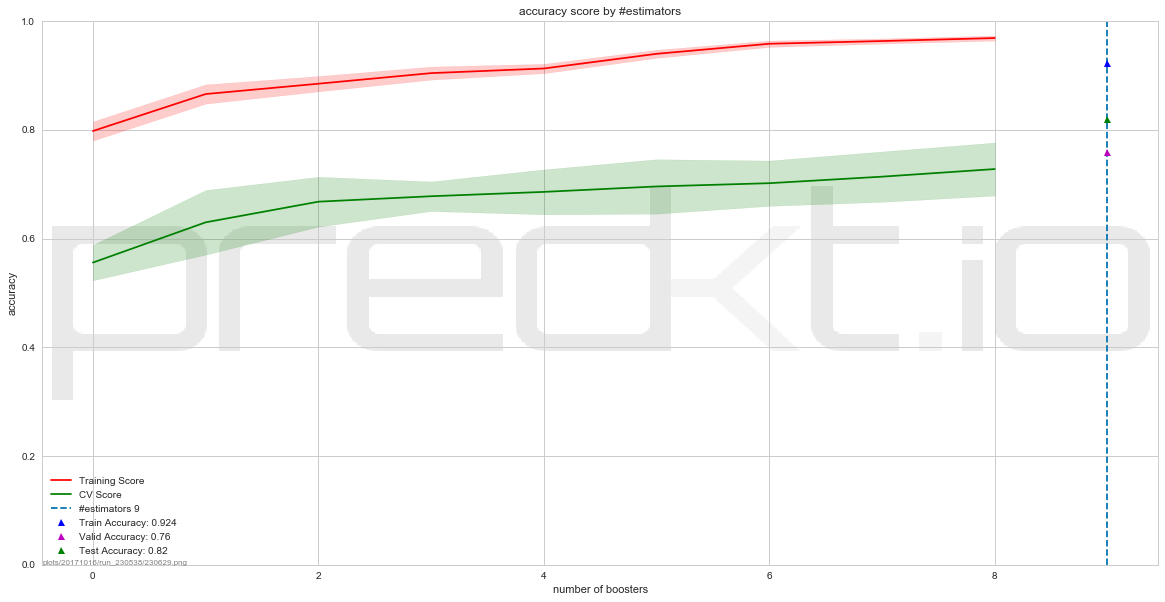 accuracy score by #estimators
1.0
0.8
0.6
0.4
0.2
0.0
accuracy
predkt.io
Training Score
CV Score
#estimators 9
Train Accuracy: 0.924
Valid Accuracy: 0.76
Test Accuracy: 0.82
plots/20171016/run_230538/230629.png
0 2 4 6 8
number of boosters